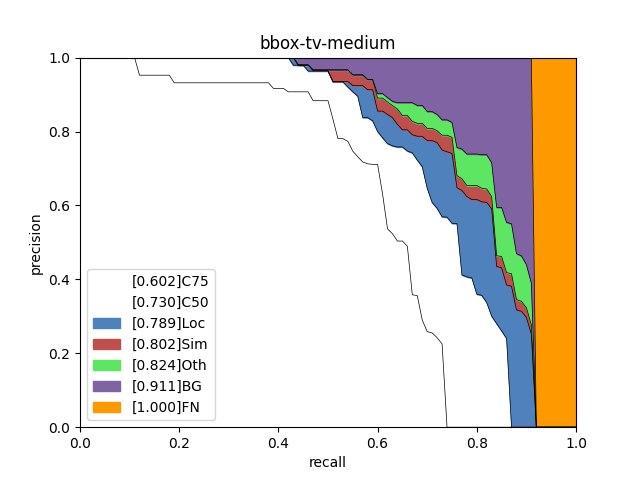 bbox-tv-medium
1.0
0.8
0.6
0.4
0.2
0.0
precision
[0.602]C75
[0.730]C50
[0.789]Loc
[0.802]Sim
[0.824]Oth
[0.911]BG
[1.000]FN
0.0 0.2 0.4 0.6 0.8 1.0
recall